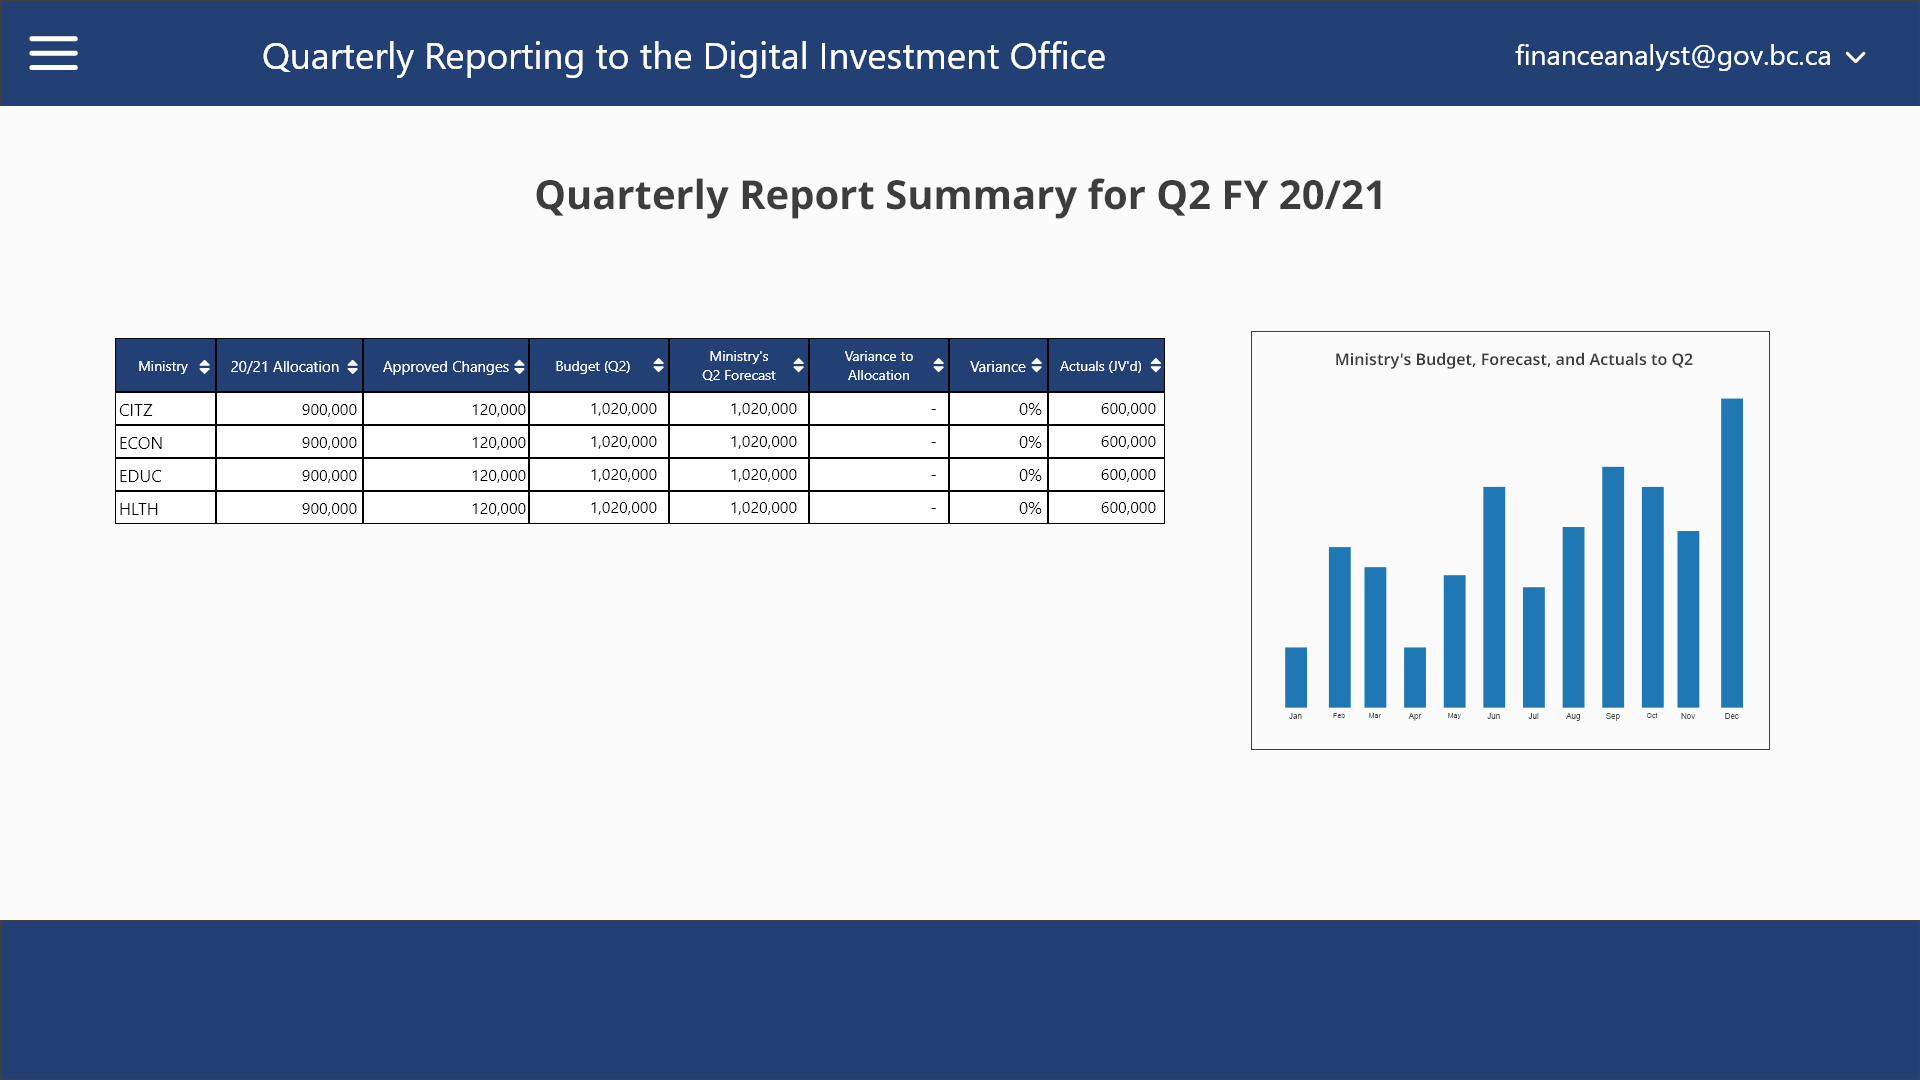 Quarterly Reporting to the Digital Investment Office
financeanalyst@gov.bc.ca
Quarterly Report Summary for Q2 FY 20/21
Ministry 20/21 Allocation Approved Changes Budget (Q2) Ministry's Q2 Forecast Variance to Allocation Variance Actuals (JV'd)
CITZ 900,000 120,000 1,020,000 1,020,000 - 0% 600,000
ECON 900,000 120,000 1,020,000 1,020,000 - 0% 600,000
EDUC 900,000 120,000 1,020,000 1,020,000 - 0% 600,000
HLTH 900,000 120,000 1,020,000 1,020,000 - 0% 600,000
Ministry's Budget, Forecast, and Actuals to Q2
Jan Feb Mar Apr May Jun Jul Aug Sep Oct Nov Dec